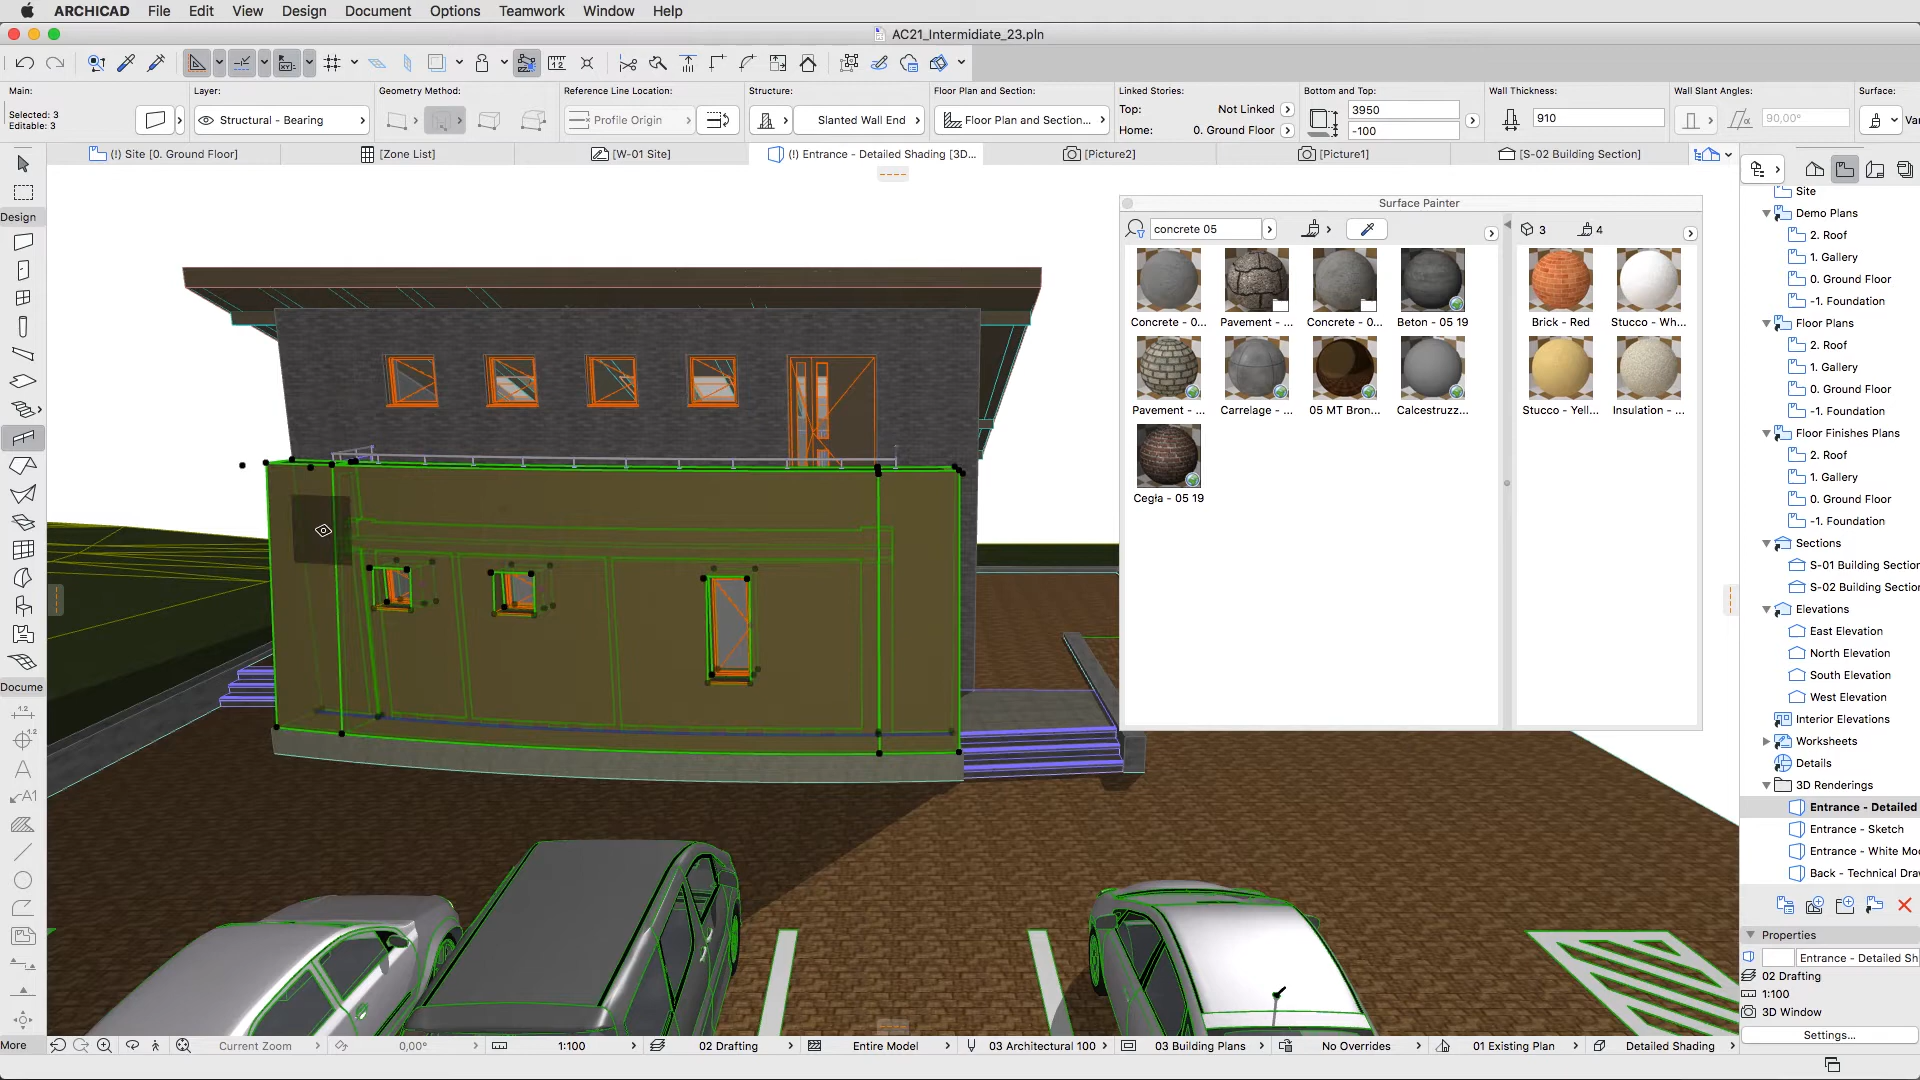 ARCHICAD File Edit View Design Document Options Teamwork Window Help
AC21_Intermidiate_23.pln
Main: Layer: Geometry Method: Reference Line Location: Structure: Floor Plan and Section: Linked Stories: Bottom and Top: Wall Thickness: Wall Slant Angles: Surface:
Selected: 3
Editable: 3
Structural - Bearing
Profile Origin
Slanted Wall End
Floor Plan and Section...
Top: Not Linked
Home: 0. Ground Floor
3950
-100
910
90,00°
(!) Site [0. Ground Floor]
[Zone List]
[W-01 Site]
(!) Entrance - Detailed Shading [3D...
[Picture2]
[Picture1]
[S-02 Building Section]
Design
Docume
More
Surface Painter
concrete 05
3
4
Concrete - 0...
Pavement - ...
Concrete - 0...
Beton - 05 19
Pavement - ...
Carrelage - ...
05 MT Bron...
Calcestruzz...
Cegła - 05 19
Brick - Red
Stucco - Wh...
Stucco - Yell...
Insulation - ...
Site
Demo Plans
2. Roof
1. Gallery
0. Ground Floor
-1. Foundation
Floor Plans
2. Roof
1. Gallery
0. Ground Floor
-1. Foundation
Floor Finishes Plans
2. Roof
1. Gallery
0. Ground Floor
-1. Foundation
Sections
S-01 Building Section
S-02 Building Section
Elevations
East Elevation
North Elevation
South Elevation
West Elevation
Interior Elevations
Worksheets
Details
3D Renderings
Entrance - Detailed
Entrance - Sketch
Entrance - White Mo
Back - Technical Dra
Properties
Entrance - Detailed Sh
02 Drafting
1:100
3D Window
Settings...
Current Zoom
0,00°
1:100
02 Drafting
Entire Model
03 Architectural 100
03 Building Plans
No Overrides
01 Existing Plan
Detailed Shading